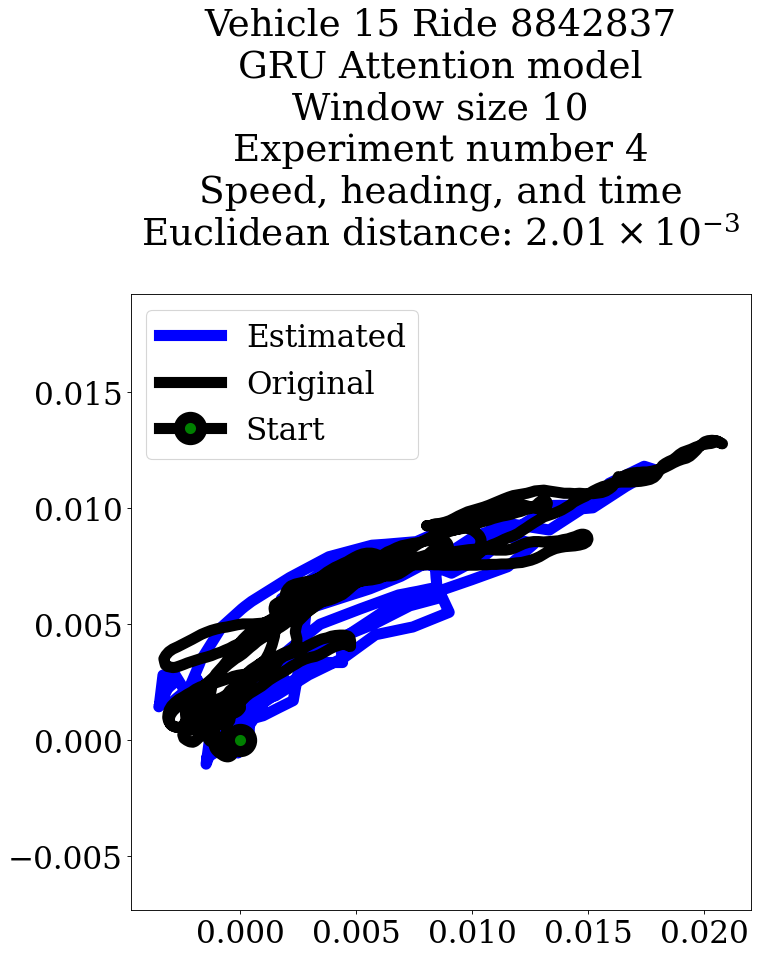 Vehicle 15 Ride 8842837
GRU Attention model
Window size 10
Experiment number 4
Speed, heading, and time
Euclidean distance: 2.01 × 10⁻³
Estimated
Original
Start
0.015
0.010
0.005
0.000
−0.005
0.000 0.005 0.010 0.015 0.020